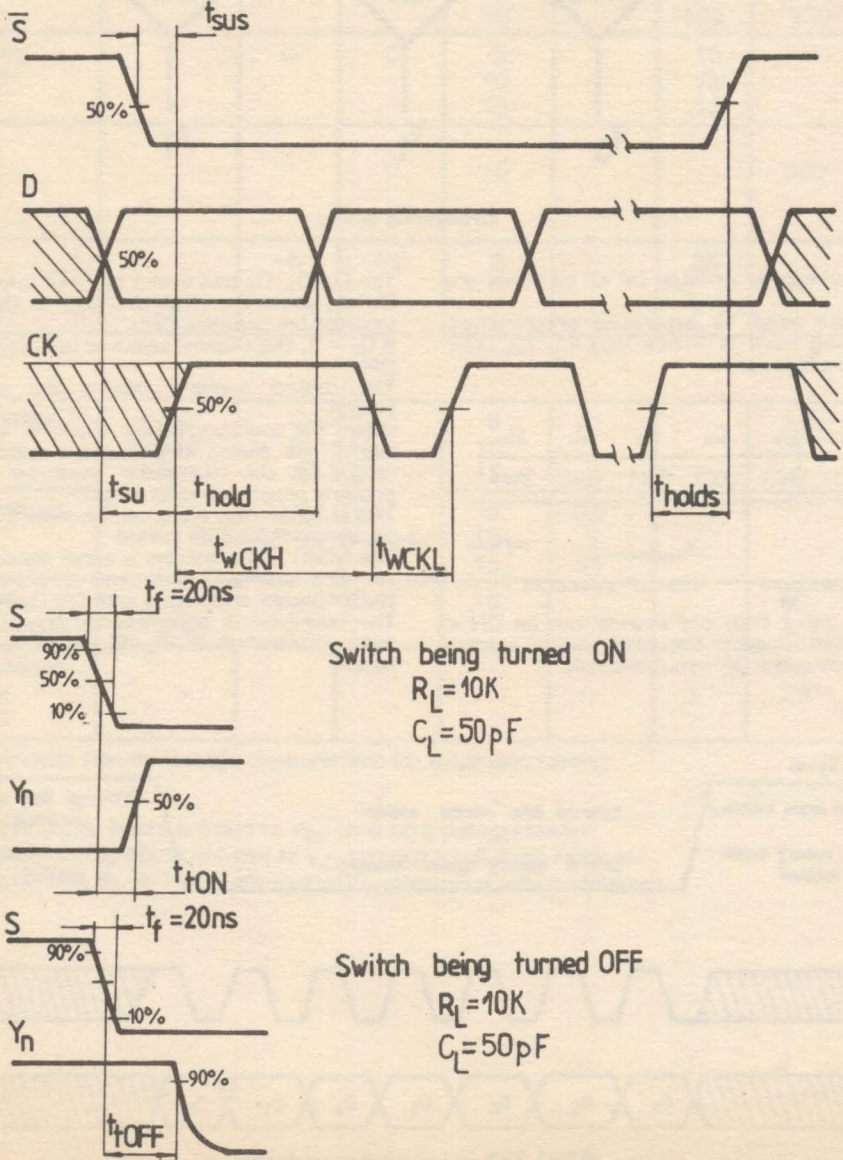 tsus
S̅
50%
D
50%
CK
50%
tsu thold tholds
twCKH tWCKL
tf =20ns
S
90%
50%
10%
Switch being turned ON
RL=10K
CL=50pF
Yn
50%
ttON
tf =20ns
S
90%
10%
Switch being turned OFF
RL=10K
CL=50pF
Yn
90%
ttOFF